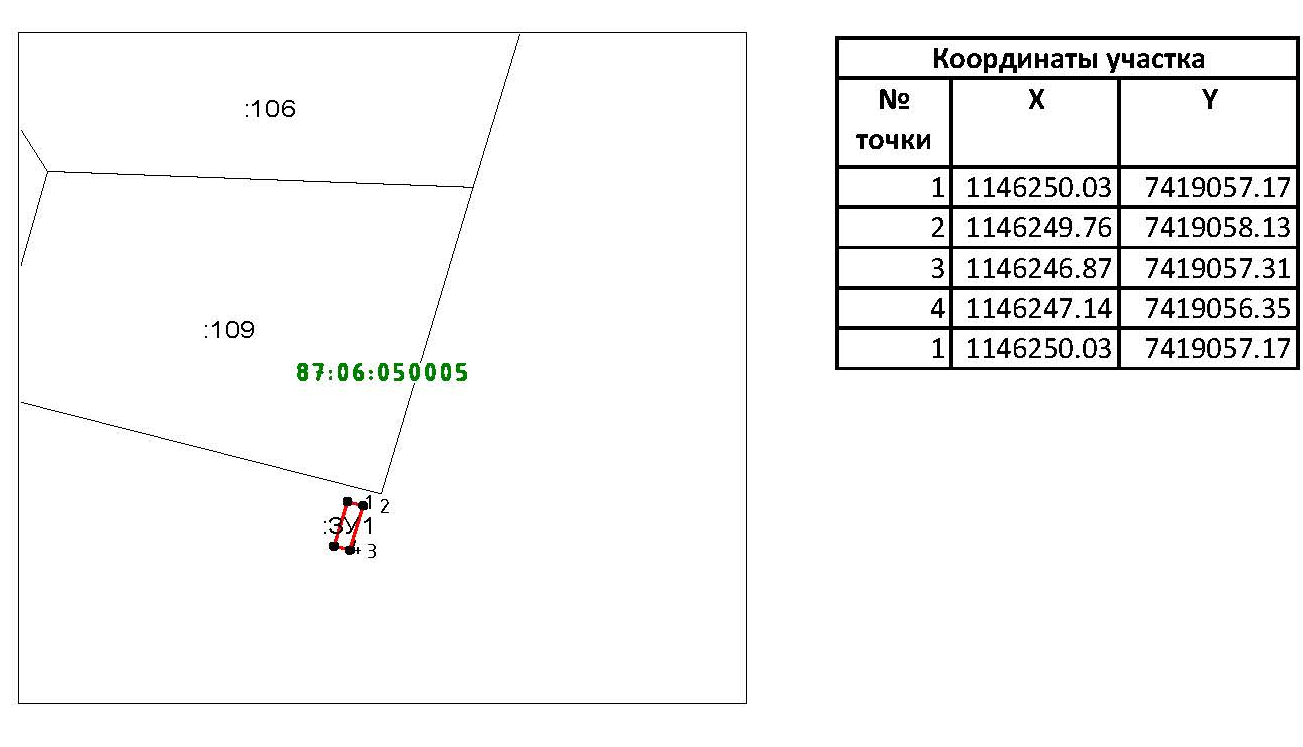 :106
:109
87:06:050005
1 2
:ЗУ1
3
Координаты участка
№ точки X Y
1 1146250.03 7419057.17
2 1146249.76 7419058.13
3 1146246.87 7419057.31
4 1146247.14 7419056.35
1 1146250.03 7419057.17